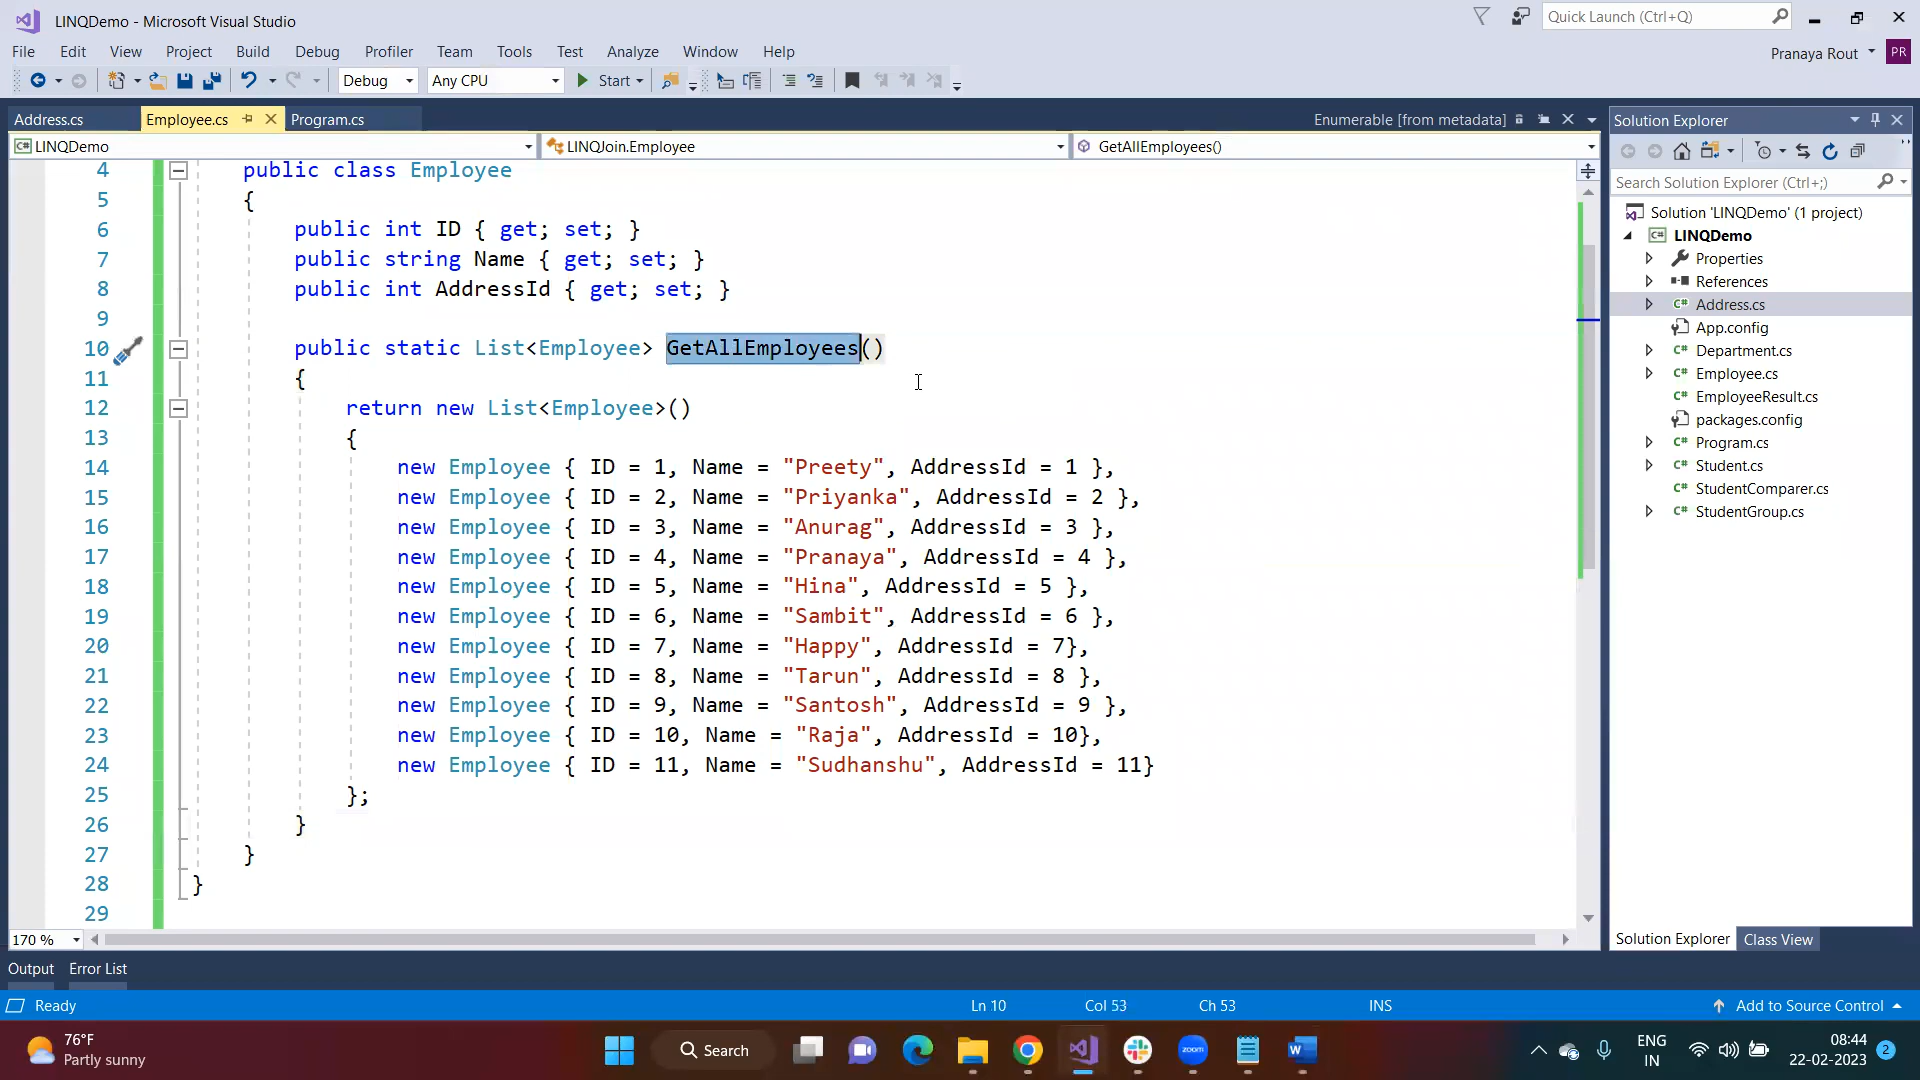 LINQDemo - Microsoft Visual Studio
Quick Launch (Ctrl+Q)
File Edit View Project Build Debug Profiler Team Tools Test Analyze Window Help
Pranaya Rout PR
Debug Any CPU Start
Address.cs Employee.cs Program.cs Enumerable [from metadata]
LINQDemo LINQJoin.Employee GetAllEmployees()
4 public class Employee
5 {
6 public int ID { get; set; }
7 public string Name { get; set; }
8 public int AddressId { get; set; }
9
10 public static List<Employee> GetAllEmployees()
11 {
12 return new List<Employee>()
13 {
14 new Employee { ID = 1, Name = "Preety", AddressId = 1 },
15 new Employee { ID = 2, Name = "Priyanka", AddressId = 2 },
16 new Employee { ID = 3, Name = "Anurag", AddressId = 3 },
17 new Employee { ID = 4, Name = "Pranaya", AddressId = 4 },
18 new Employee { ID = 5, Name = "Hina", AddressId = 5 },
19 new Employee { ID = 6, Name = "Sambit", AddressId = 6 },
20 new Employee { ID = 7, Name = "Happy", AddressId = 7},
21 new Employee { ID = 8, Name = "Tarun", AddressId = 8 },
22 new Employee { ID = 9, Name = "Santosh", AddressId = 9 },
23 new Employee { ID = 10, Name = "Raja", AddressId = 10},
24 new Employee { ID = 11, Name = "Sudhanshu", AddressId = 11}
25 };
26 }
27 }
28 }
29
170 %
Solution Explorer
Search Solution Explorer (Ctrl+;)
Solution 'LINQDemo' (1 project)
LINQDemo
Properties
References
Address.cs
App.config
Department.cs
Employee.cs
EmployeeResult.cs
packages.config
Program.cs
Student.cs
StudentComparer.cs
StudentGroup.cs
Solution Explorer Class View
Output Error List
Ready Ln 10 Col 53 Ch 53 INS Add to Source Control
76°F
Partly sunny
Search
zoom
ENG
IN
08:44
22-02-2023
2